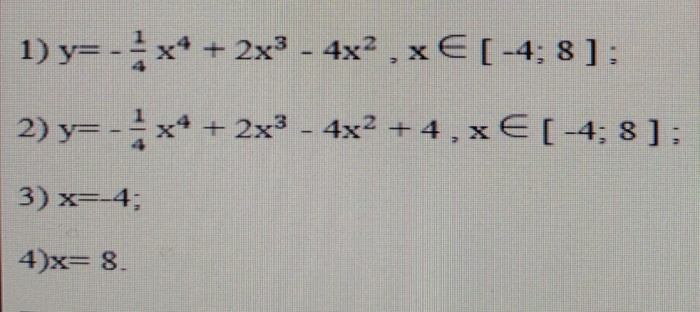 1) y= - 1/4 x⁴ + 2x³ - 4x² , x ∈ [ -4; 8 ] ;
2) y= - 1/4 x⁴ + 2x³ - 4x² + 4 , x ∈ [ -4; 8 ] ;
3) x=-4;
4)x= 8.